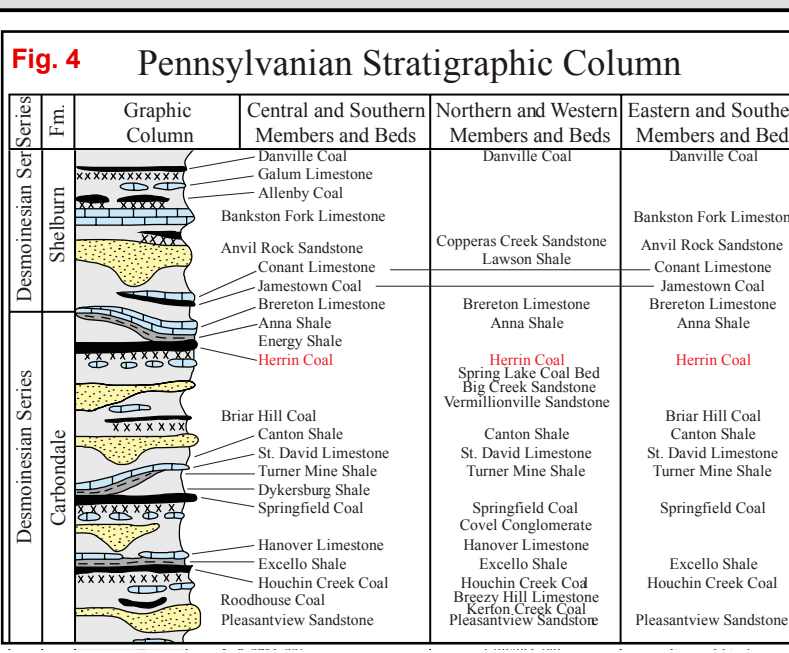 Fig. 4
Pennsylvanian Stratigraphic Column
Series
Fm.
Graphic
Column
Central and Southern
Members and Beds
Northern and Western
Members and Beds
Eastern and Southe
Members and Bed
Desmoinesian Ser
Shelburn
Desmoinesian Series
Carbondale
Danville Coal
Galum Limestone
Allenby Coal
Bankston Fork Limestone
Anvil Rock Sandstone
Conant Limestone
Jamestown Coal
Brereton Limestone
Anna Shale
Energy Shale
Herrin Coal
Briar Hill Coal
Canton Shale
St. David Limestone
Turner Mine Shale
Dykersburg Shale
Springfield Coal
Hanover Limestone
Excello Shale
Houchin Creek Coal
Roodhouse Coal
Pleasantview Sandstone
Danville Coal
Copperas Creek Sandstone
Lawson Shale
Brereton Limestone
Anna Shale
Herrin Coal
Spring Lake Coal Bed
Big Creek Sandstone
Vermillionville Sandstone
Canton Shale
St. David Limestone
Turner Mine Shale
Springfield Coal
Covel Conglomerate
Hanover Limestone
Excello Shale
Houchin Creek Coal
Breezy Hill Limestone
Kerton Creek Coal
Pleasantview Sandstone
Danville Coal
Bankston Fork Limeston
Anvil Rock Sandstone
Conant Limestone
Jamestown Coal
Brereton Limestone
Anna Shale
Herrin Coal
Briar Hill Coal
Canton Shale
St. David Limestone
Turner Mine Shale
Springfield Coal
Excello Shale
Houchin Creek Coal
Pleasantview Sandstone